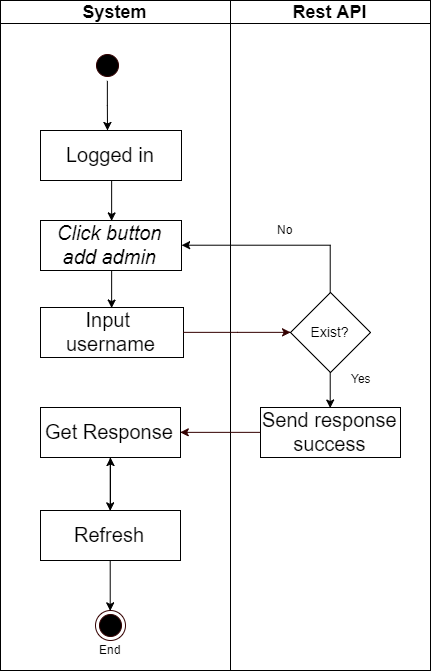 System
Rest API
Logged in
Click button
add admin
No
Input
username
Exist?
Yes
Get Response
Send response
success
Refresh
End